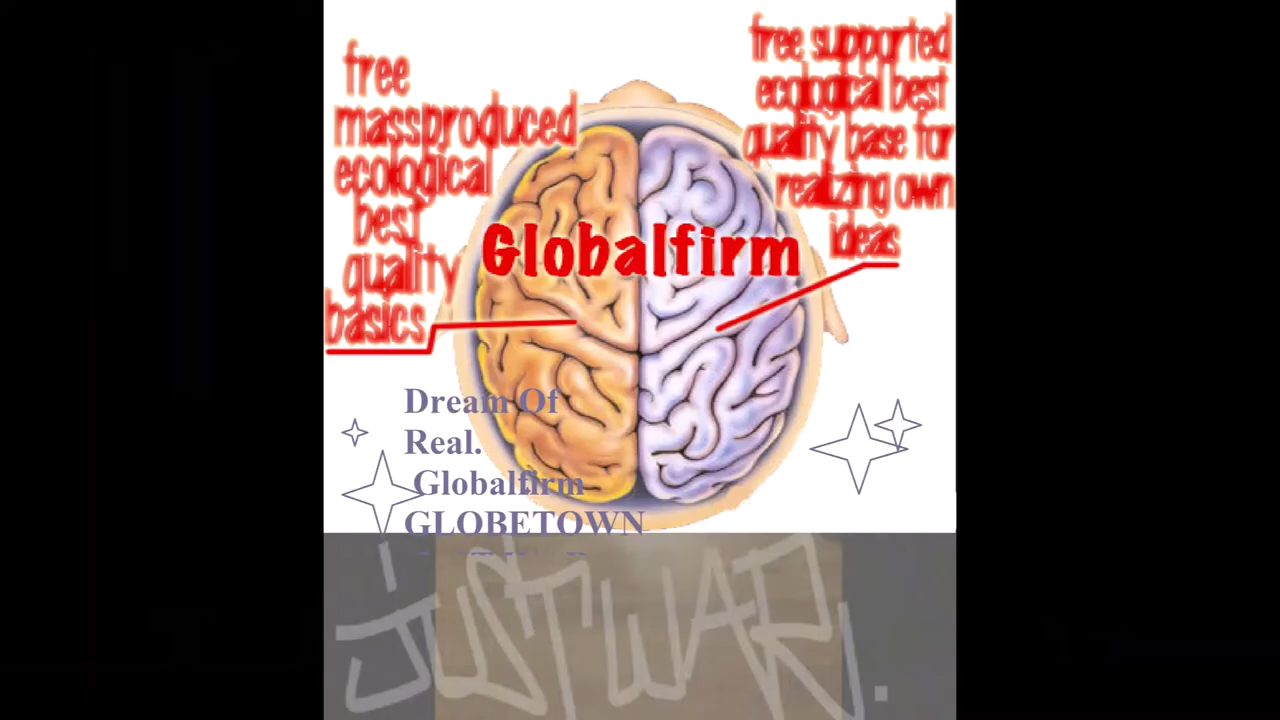 free
massproduced
ecological
best
quality
basics
free supported
ecological best
quality base for
realizing own
ideas
Globalfirm
Dream Of
Real.
Globalfirm
GLOBETOWN
JUST WAR.